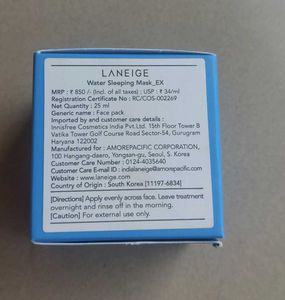 LANEIGE
Water Sleeping Mask_EX
MRP : ₹ 850 /- (Incl. of all taxes) ; USP : ₹ 34/ml
Registration Certificate No : RC/COS-002269
Net Quantity : 25 ml
Generic name : Face pack
Imported by and customer care details :
Innisfree Cosmetics India Pvt Ltd. 15th Floor Tower B
Vatika Tower Golf Course Road Sector-54, Gurugram
Haryana 122002
Manufacturer : AMOREPACIFIC CORPORATION,
100 Hangang-daero, Yongsan-gu, Seoul, S. Korea
Customer Care Number : 0124-4035640
Customer Care E-mail ID : indialaneige@amorepacific.com
Website : www.laneige.com
Country of Origin : South Korea [11197-6834]
[Directions] Apply evenly across face. Leave treatment
overnight and rinse off in the morning.
[Caution] For external use only.